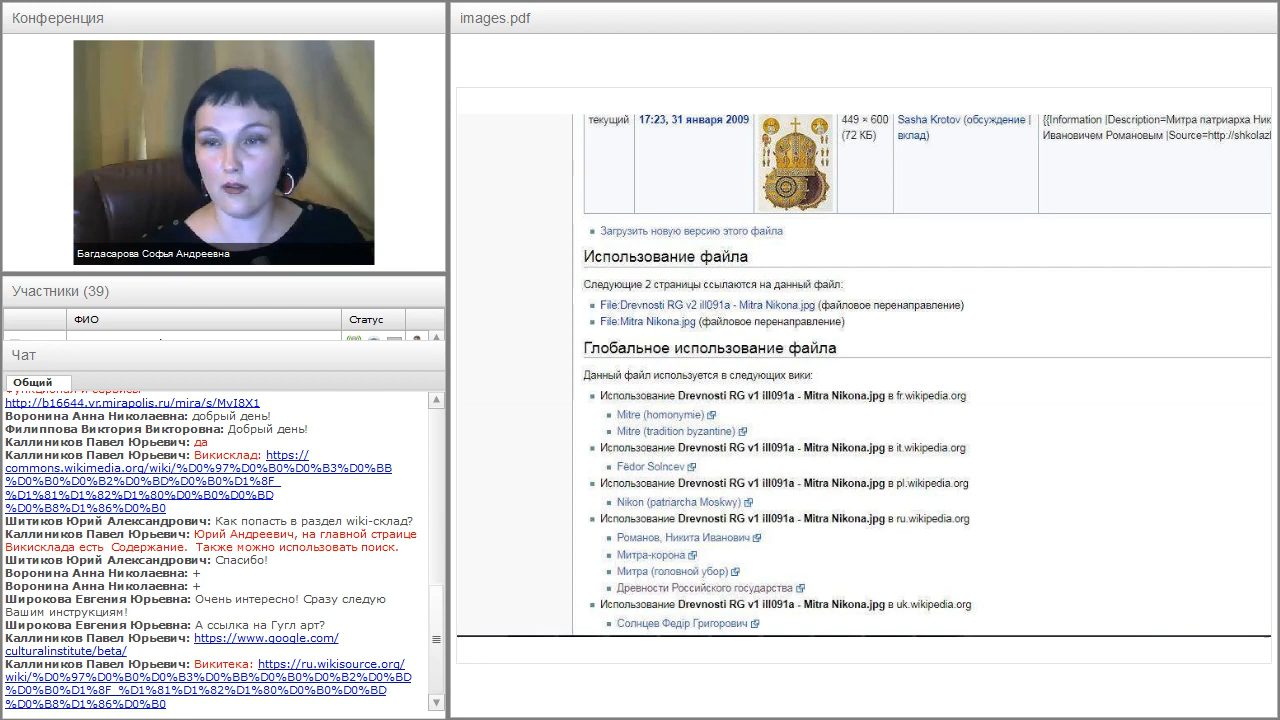 Конференция
Багдасарова Софья Андреевна
Участники (39)
ФИО
Статус
Чат
Общий
http://b16644.vr.mirapolis.ru/mira/s/MvI8X1
Воронина Анна Николаевна: добрый день!
Филиппова Виктория Викторовна: Добрый день!
Каллиников Павел Юрьевич: да
Каллиников Павел Юрьевич: Викисклад: https://
commons.wikimedia.org/wiki/%D0%97%D0%B0%D0%B3%D0%BB
%D0%B0%D0%B2%D0%BD%D0%B0%D1%8F_
%D1%81%D1%82%D1%80%D0%B0%D0%BD
%D0%B8%D1%86%D0%B0
Шитиков Юрий Александрович: Как попасть в раздел wiki-склад?
Каллиников Павел Юрьевич: Юрий Андреевич, на главной страице
Викисклада есть Содержание. Также можно использовать поиск.
Шитиков Юрий Александрович: Спасибо!
Воронина Анна Николаевна: +
Воронина Анна Николаевна: +
Широкова Евгения Юрьевна: Очень интересно! Сразу следую
Вашим инструкциям!
Широкова Евгения Юрьевна: А ссылка на Гугл арт?
Каллиников Павел Юрьевич: https://www.google.com/
culturalinstitute/beta/
Каллиников Павел Юрьевич: Викитека: https://ru.wikisource.org/
wiki/%D0%97%D0%B0%D0%B3%D0%BB%D0%B0%D0%B2%D0%BD
%D0%B0%D1%8F_%D1%81%D1%82%D1%80%D0%B0%D0%BD
%D0%B8%D1%86%D0%B0
images.pdf
текущий
17:23, 31 января 2009
449 × 600
(72 КБ)
Sasha Krotov (обсуждение |
вклад)
{{Information |Description=Митра патриарха Ник
Ивановичем Романовым |Source=http://shkolazl
Загрузить новую версию этого файла
Использование файла
Следующие 2 страницы ссылаются на данный файл:
File:Drevnosti RG v2 ill091a - Mitra Nikona.jpg (файловое перенаправление)
File:Mitra Nikona.jpg (файловое перенаправление)
Глобальное использование файла
Данный файл используется в следующих вики:
Использование Drevnosti RG v1 ill091a - Mitra Nikona.jpg в fr.wikipedia.org
Mitre (homonymie)
Mitre (tradition byzantine)
Использование Drevnosti RG v1 ill091a - Mitra Nikona.jpg в it.wikipedia.org
Fëdor Solncev
Использование Drevnosti RG v1 ill091a - Mitra Nikona.jpg в pl.wikipedia.org
Nikon (patriarcha Moskwy)
Использование Drevnosti RG v1 ill091a - Mitra Nikona.jpg в ru.wikipedia.org
Романов, Никита Иванович
Митра-корона
Митра (головной убор)
Древности Российского государства
Использование Drevnosti RG v1 ill091a - Mitra Nikona.jpg в uk.wikipedia.org
Солнцев Федір Григорович